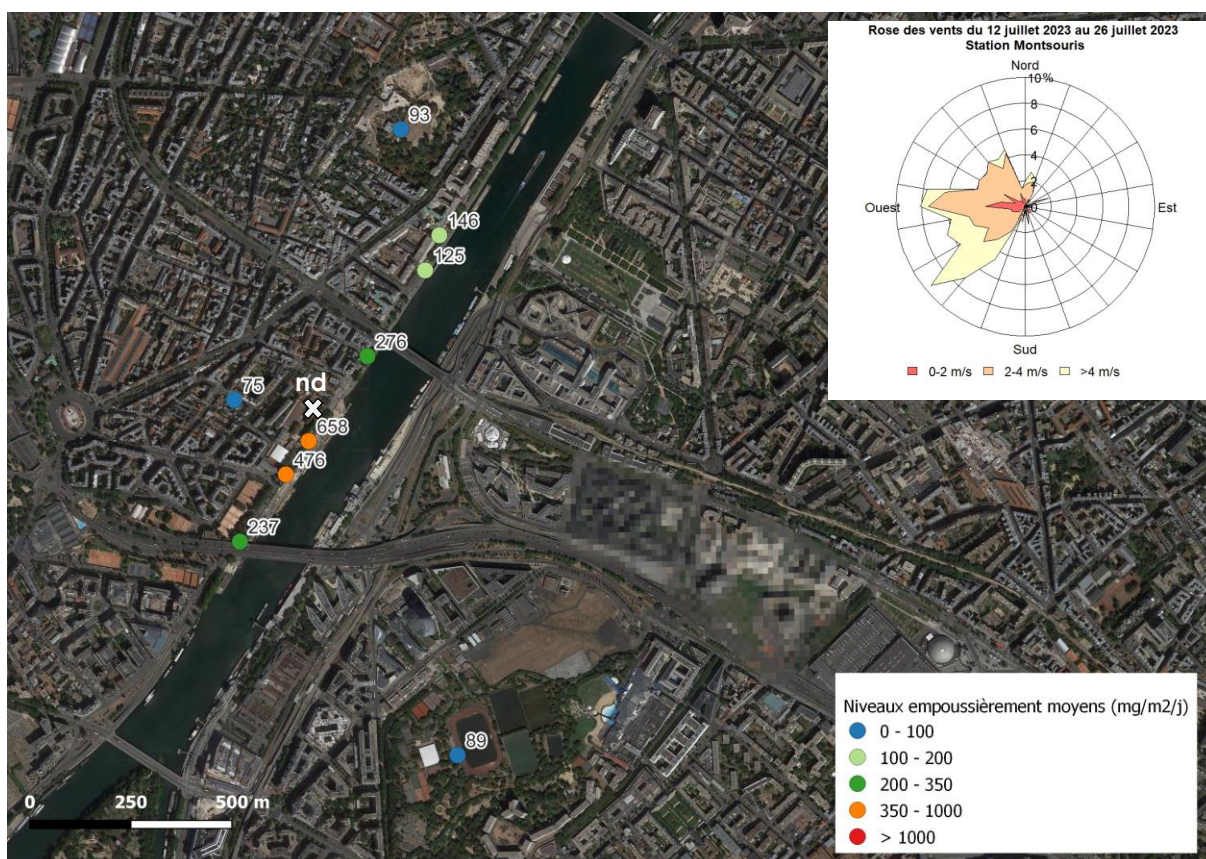 Rose des vents du 12 juillet 2023 au 26 juillet 2023
Station Montsouris
Nord
10%
8
6
4
2
0
Ouest
Est
Sud
0-2 m/s
2-4 m/s
>4 m/s
93
146
125
276
75
nd
658
476
237
89
0
250
500 m
Niveaux empoussièrement moyens (mg/m2/j)
0 - 100
100 - 200
200 - 350
350 - 1000
> 1000